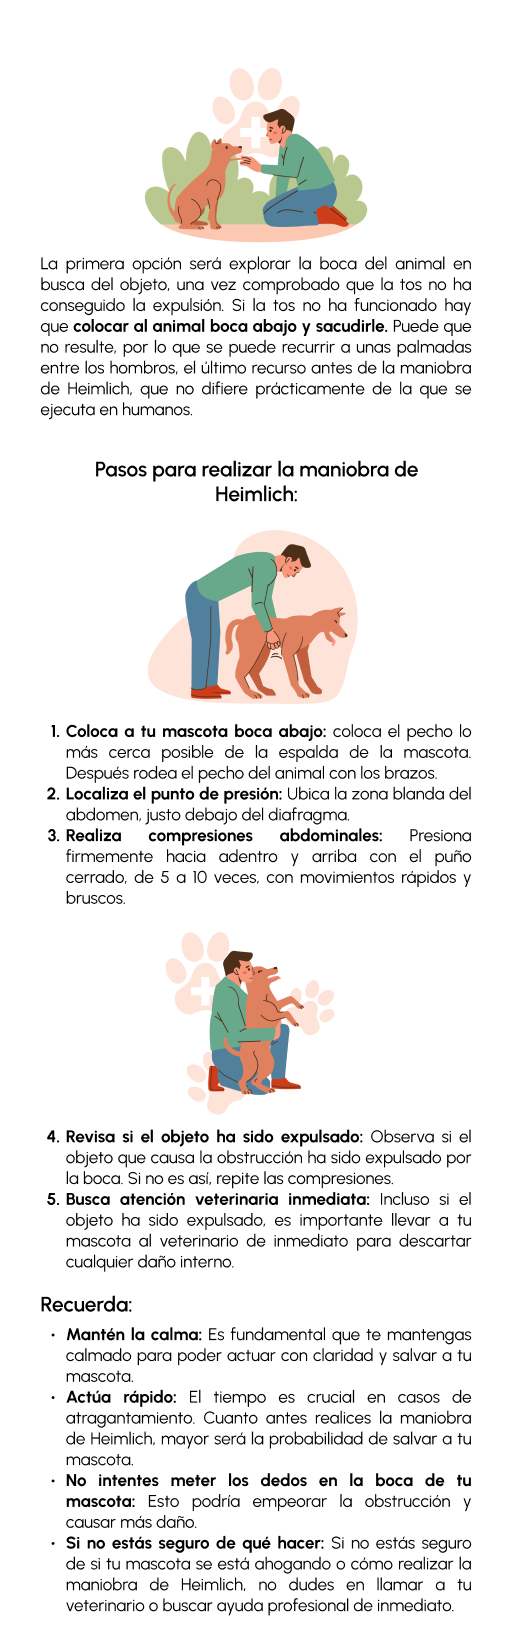 La primera opción será explorar la boca del animal en
busca del objeto, una vez comprobado que la tos no ha
conseguido la expulsión. Si la tos no ha funcionado hay
que colocar al animal boca abajo y sacudirle. Puede que
no resulte, por lo que se puede recurrir a unas palmadas
entre los hombros, el último recurso antes de la maniobra
de Heimlich, que no difiere prácticamente de la que se
ejecuta en humanos.
Pasos para realizar la maniobra de
Heimlich:
1. Coloca a tu mascota boca abajo: coloca el pecho lo
más cerca posible de la espalda de la mascota.
Después rodea el pecho del animal con los brazos.
2. Localiza el punto de presión: Ubica la zona blanda del
abdomen, justo debajo del diafragma.
3. Realiza compresiones abdominales: Presiona
firmemente hacia adentro y arriba con el puño
cerrado, de 5 a 10 veces, con movimientos rápidos y
bruscos.
4. Revisa si el objeto ha sido expulsado: Observa si el
objeto que causa la obstrucción ha sido expulsado por
la boca. Si no es así, repite las compresiones.
5. Busca atención veterinaria inmediata: Incluso si el
objeto ha sido expulsado, es importante llevar a tu
mascota al veterinario de inmediato para descartar
cualquier daño interno.
Recuerda:
• Mantén la calma: Es fundamental que te mantengas
calmado para poder actuar con claridad y salvar a tu
mascota.
• Actúa rápido: El tiempo es crucial en casos de
atragantamiento. Cuanto antes realices la maniobra
de Heimlich, mayor será la probabilidad de salvar a tu
mascota.
• No intentes meter los dedos en la boca de tu
mascota: Esto podría empeorar la obstrucción y
causar más daño.
• Si no estás seguro de qué hacer: Si no estás seguro
de si tu mascota se está ahogando o cómo realizar la
maniobra de Heimlich, no dudes en llamar a tu
veterinario o buscar ayuda profesional de inmediato.